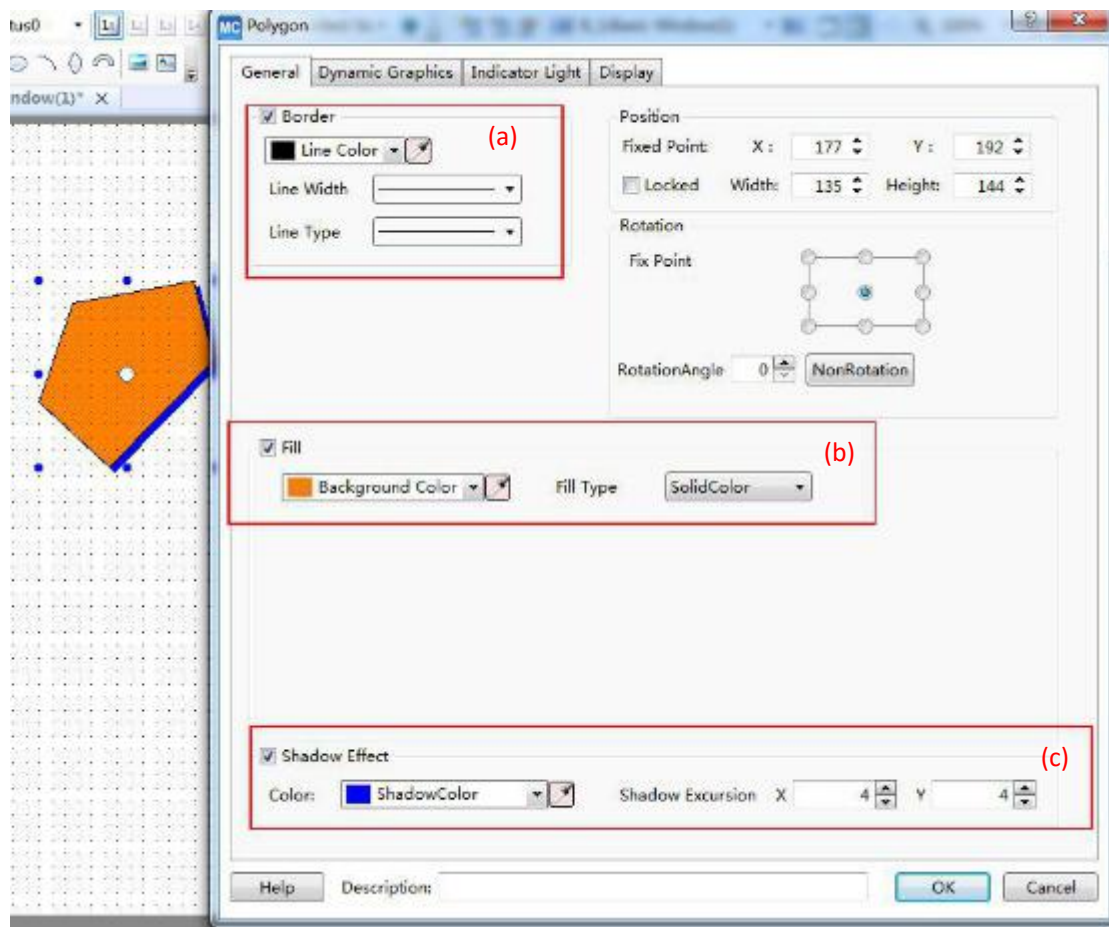 tus0
MC Polygon
ndow(1)* X
General Dynamic Graphics Indicator Light Display
Border
(a)
Line Color
Line Width
Line Type
Position
Fixed Point: X : 177 Y : 192
Locked Width: 135 Height: 144
Rotation
Fix Point
RotationAngle 0 NonRotation
Fill
(b)
Background Color Fill Type SolidColor
Shadow Effect
(c)
Color: ShadowColor Shadow Excursion X 4 Y 4
Help Description: OK Cancel